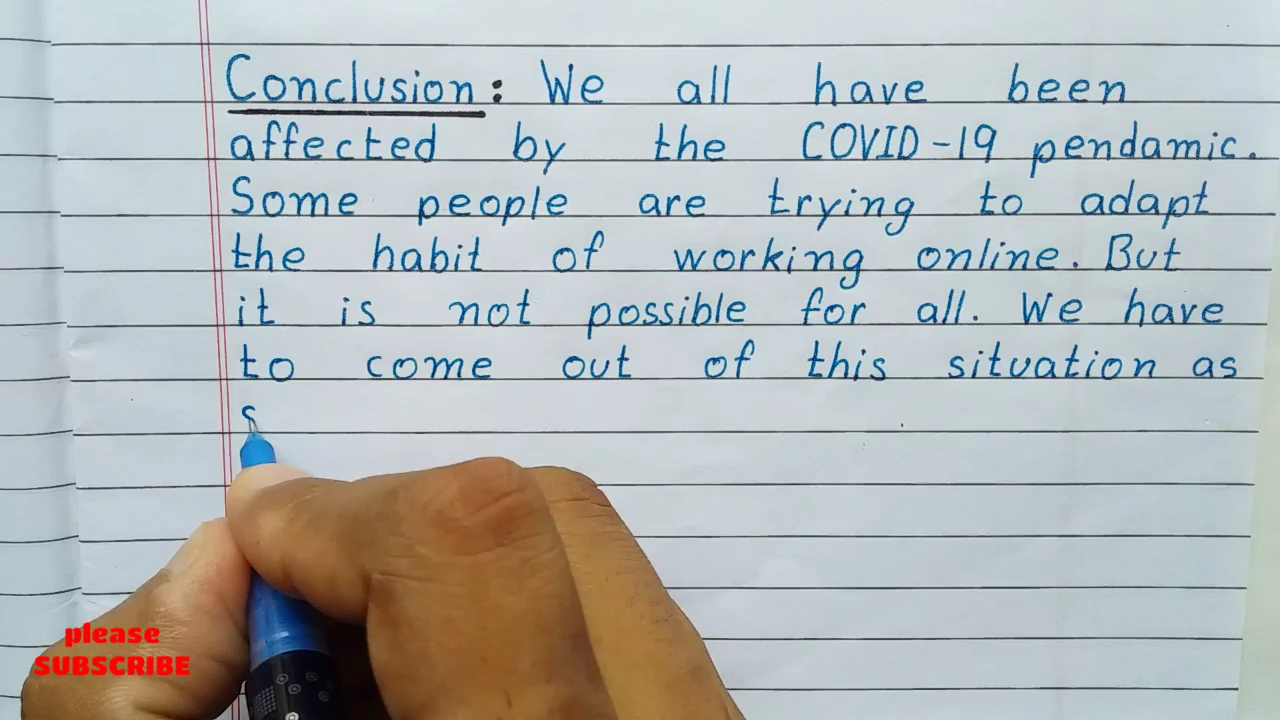 Conclusion: We all have been
affected by the COVID-19 pendamic.
Some people are trying to adapt
the habit of working online. But
it is not possible for all. We have
to come out of this situation as
s
please
SUBSCRIBE